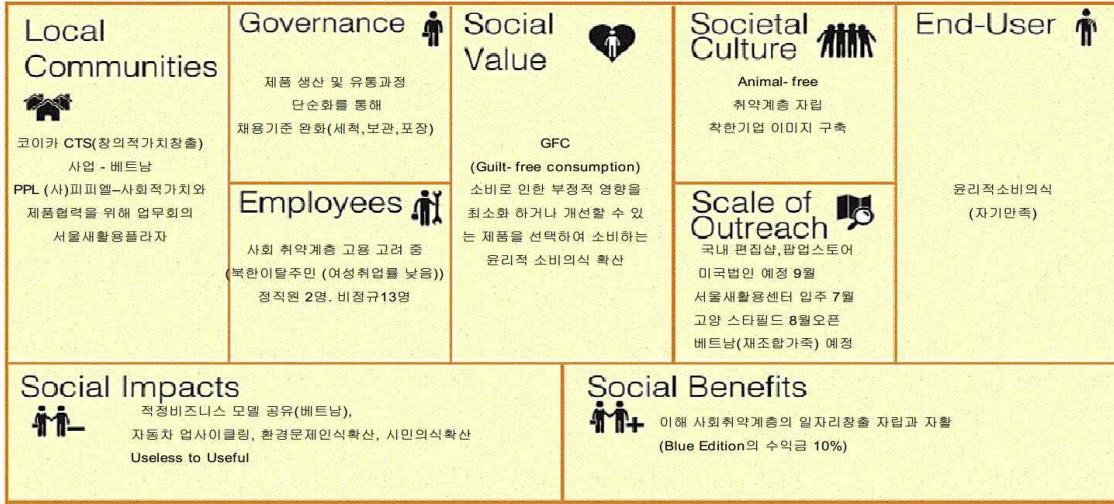 Local
Communities
코이카 CTS(창의적가치창출)
사업 - 베트남
PPL (사)피피엘–사회적가치와
제품협력을 위해 업무회의
서울새활용플라자
Governance
제품 생산 및 유통과정
단순화를 통해
채용기준 완화(세척,보관,포장)
Employees
사회 취약계층 고용 고려 중
(북한이탈주민 (여성취업률 낮음))
정직원 2명. 비정규13명
Social
Value
GFC
(Guilt- free consumption)
소비로 인한 부정적 영향을
최소화 하거나 개선할 수 있
는 제품을 선택하여 소비하는
윤리적 소비의식 확산
Societal
Culture
Animal- free
취약계층 자립
착한기업 이미지 구축
Scale of
Outreach
국내 편집샵,팝업스토어
미국법인 예정 9월
서울새활용센터 입주 7월
고양 스타필드 8월오픈
베트남(재조합가죽) 예정
End-User
윤리적소비의식
(자기만족)
Social Impacts
적정비즈니스 모델 공유(베트남),
자동차 업사이클링, 환경문제인식확산, 시민의식확산
Useless to Useful
Social Benefits
이해 사회취약계층의 일자리창출 자립과 자활
(Blue Edition의 수익금 10%)